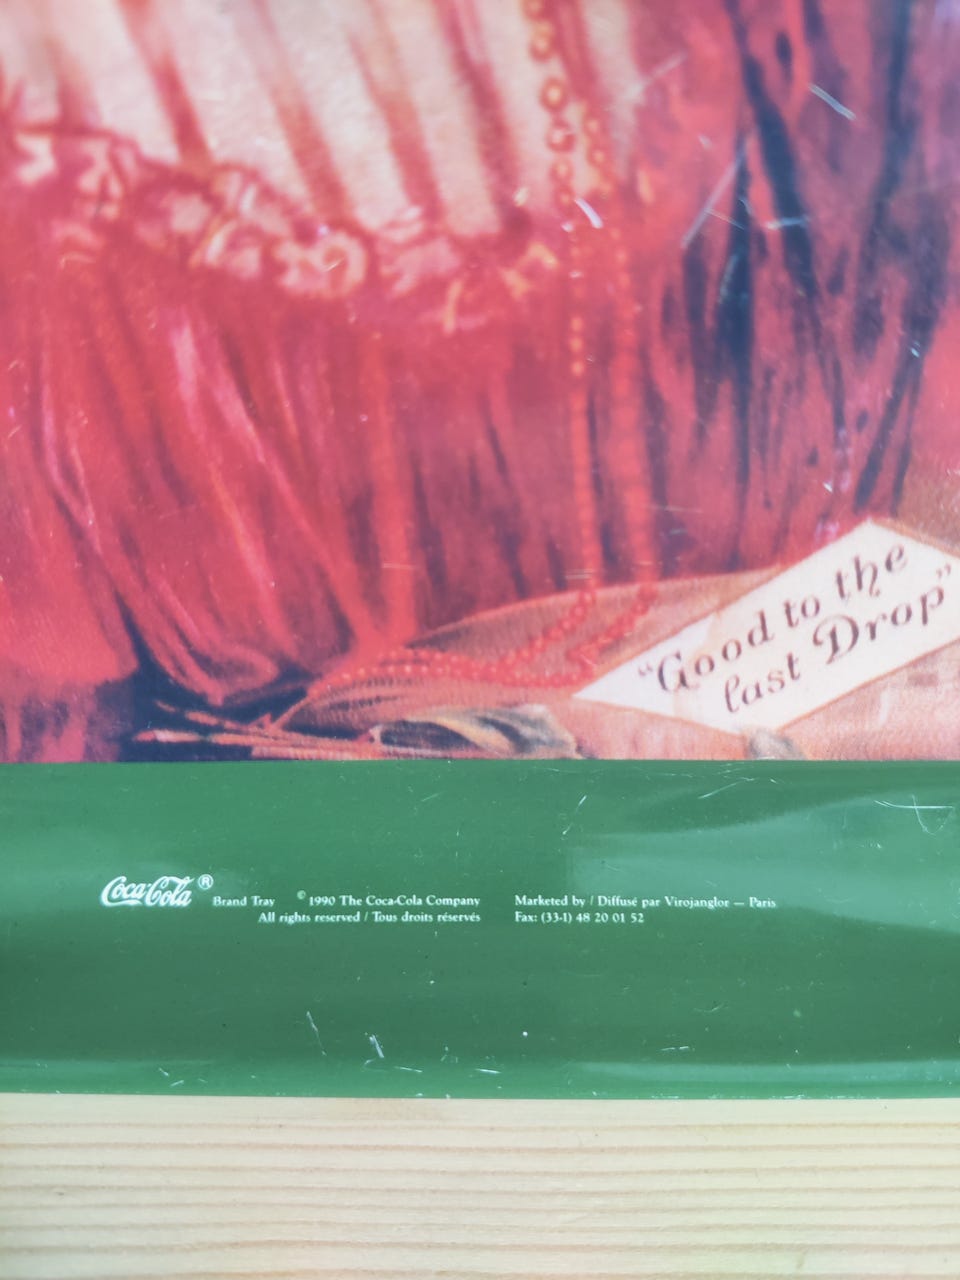 “Good to the
last Drop”
Coca-Cola ® Brand Tray © 1990 The Coca-Cola Company
All rights reserved / Tous droits réservés
Marketed by / Diffusé par Virojanglor — Paris
Fax: (33-1) 48 20 01 52